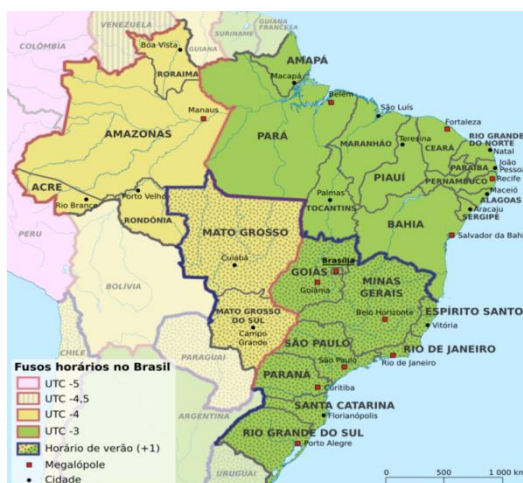 VENEZUELA
GUIANA
FRANCESA
SURINAME
COLÔMBIA
Boa Vista
GUIANA
RORAIMA
AMAPÁ
Macapá
Belém
São Luís
Manaus
Fortaleza
AMAZONAS
PARÁ
MARANHÃO
Teresina
CEARÁ
RIO GRANDE
DO NORTE
Natal
PARAÍBA
João
Pessoa
PIAUÍ
PERNAMBUCO
Recife
ACRE
Rio Branco
Porto Velho
Palmas
TOCANTINS
Maceió
ALAGOAS
Aracaju
SERGIPE
RONDÔNIA
MATO GROSSO
BAHIA
PERU
Salvador da Bahi
Cuiabá
Brasília
GOIÁS
Goiânia
BOLÍVIA
MINAS
GERAIS
MATO GROSSO
DO SUL
Campo
Grande
Belo Horizonte
ESPÍRITO SANTO
Vitória
CHILE
PARAGUAI
SÃO PAULO
São Paulo
RIO DE JANEIRO
Rio de Janeiro
PARANÁ
Curitiba
SANTA CATARINA
Florianópolis
ARGENTINA
RIO GRANDE DO SUL
Porto Alegre
URUGUAI
Fusos horários no Brasil
UTC -5
UTC -4,5
UTC -4
UTC -3
Horário de verão (+1)
Megalópole
Cidade
0
500
1 000 km